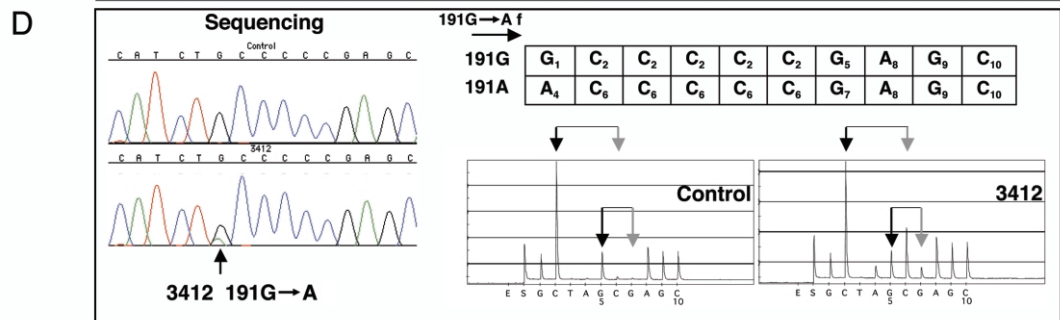 D
Sequencing
Control
C A T C T G C C C C C G A G C
3412
C A T C T G C C C C C G A G C
3412 191G→A
191G→A f
191G G₁ C₂ C₂ C₂ C₂ C₂ G₅ A₈ G₉ C₁₀
191A A₄ C₆ C₆ C₆ C₆ C₆ G₇ A₈ G₉ C₁₀
Control
E S G C T A G C G A G C
5 10
3412
E S G C T A G C G A G C
5 10